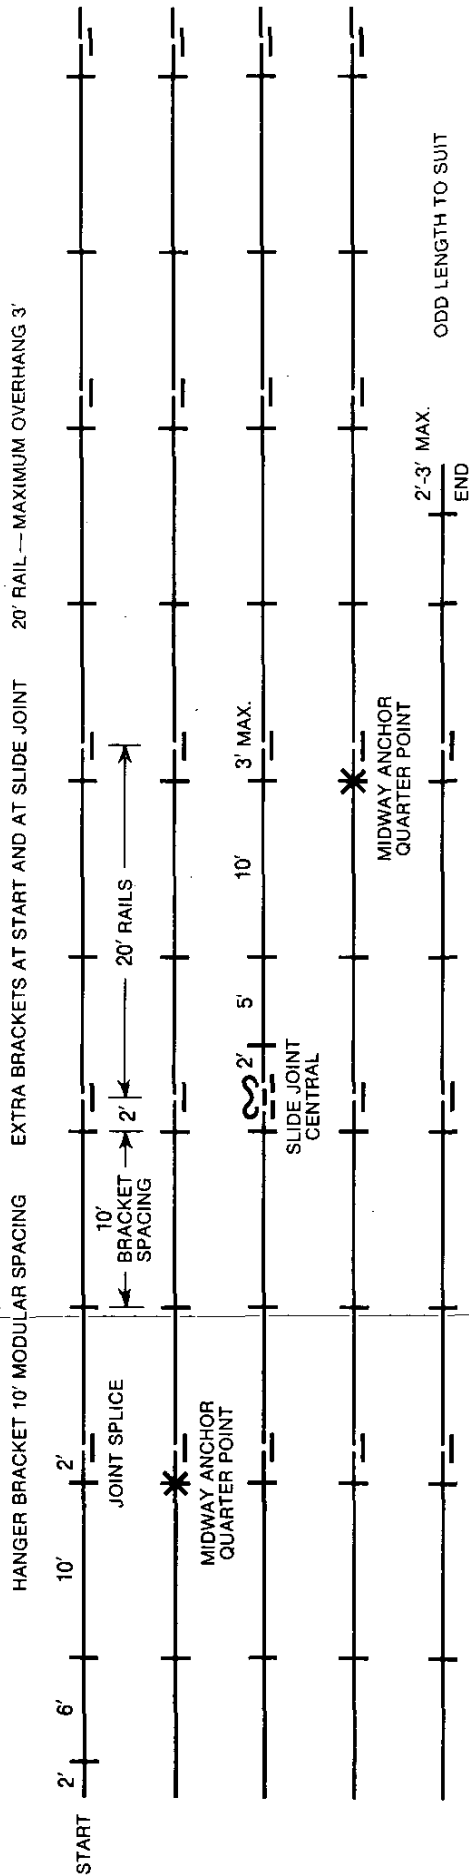 HANGER BRACKET 10' MODULAR SPACING
EXTRA BRACKETS AT START AND AT SLIDE JOINT
20' RAIL—MAXIMUM OVERHANG 3'
START
2'
6'
10'
2'
JOINT SPLICE
10'
BRACKET
SPACING
2'
20' RAILS
MIDWAY ANCHOR
QUARTER POINT
2'
5'
10'
3' MAX.
SLIDE JOINT
CENTRAL
MIDWAY ANCHOR
QUARTER POINT
2'-3' MAX.
END
ODD LENGTH TO SUIT